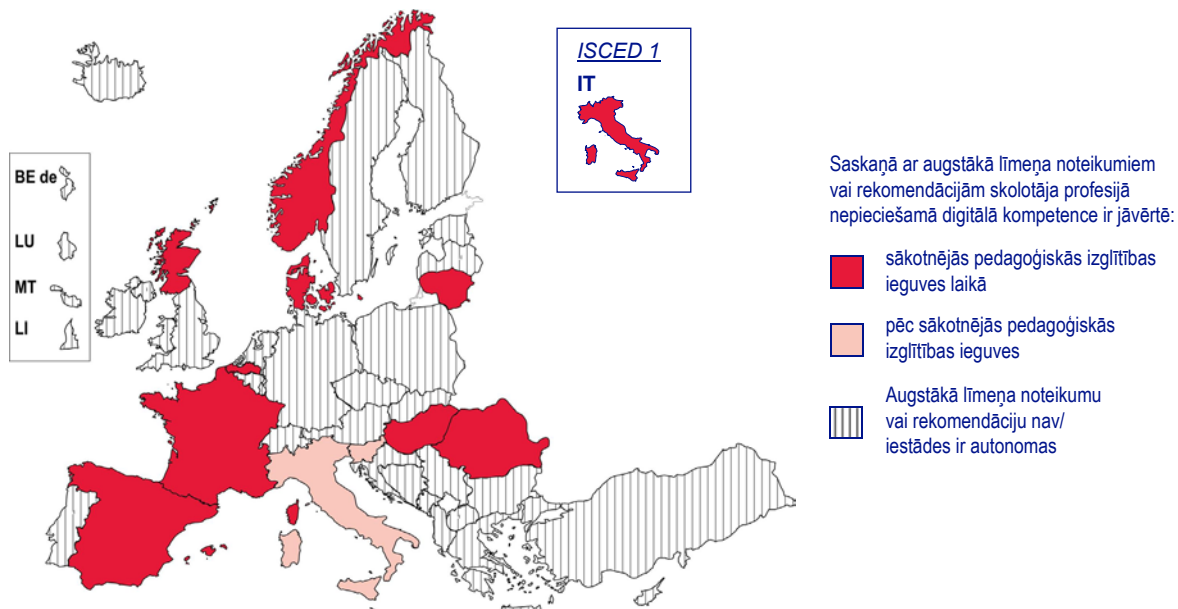 ISCED 1
IT
BE de
LU
MT
LI
Saskaņā ar augstākā līmeņa noteikumiem
vai rekomendācijām skolotāja profesijā
nepieciešamā digitālā kompetence ir jāvērtē:
sākotnējās pedagoģiskās izglītības
ieguves laikā
pēc sākotnējās pedagoģiskās
izglītības ieguves
Augstākā līmeņa noteikumu
vai rekomendāciju nav/
iestādes ir autonomas